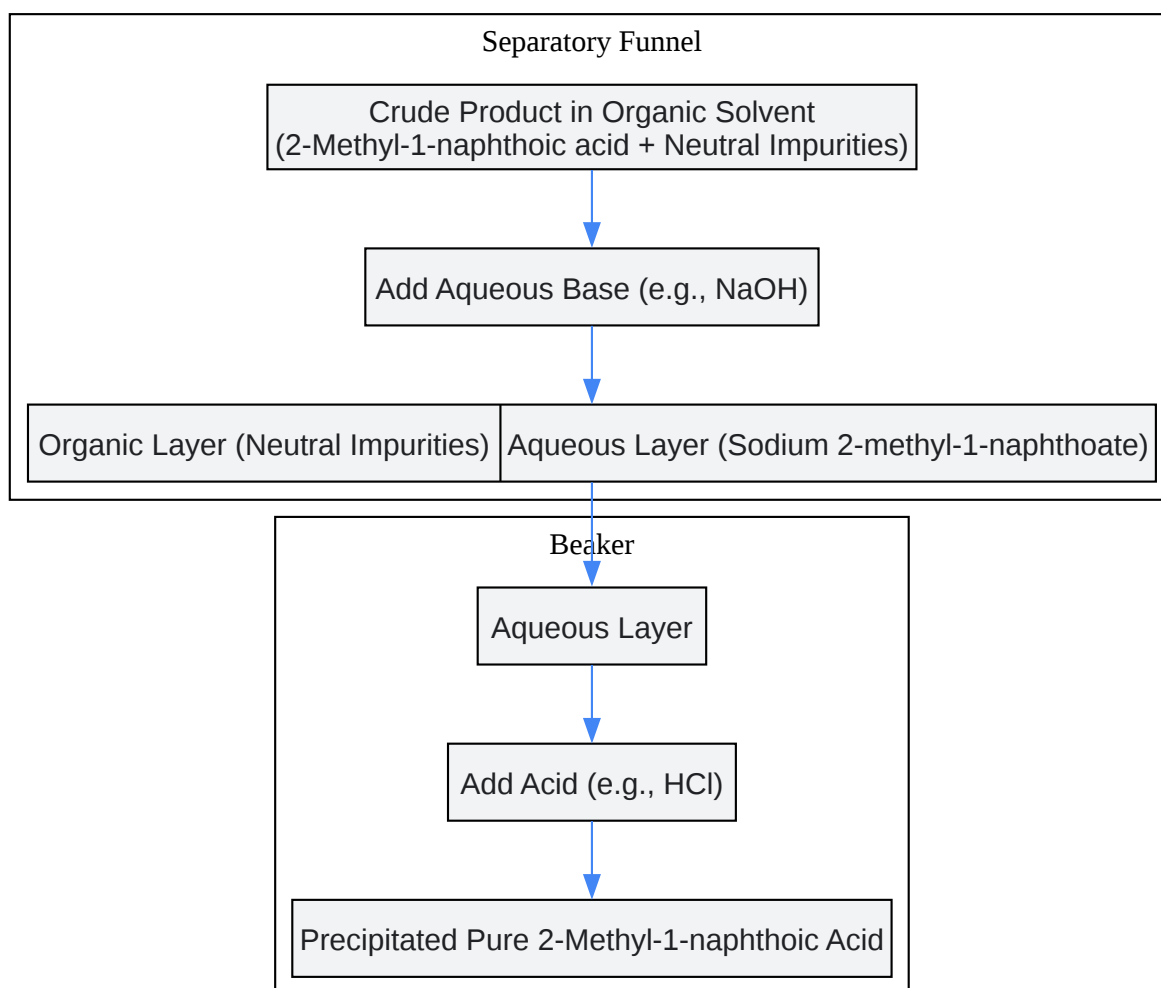 Separatory Funnel
Crude Product in Organic Solvent
(2-Methyl-1-naphthoic acid + Neutral Impurities)
Add Aqueous Base (e.g., NaOH)
Organic Layer (Neutral Impurities)
Aqueous Layer (Sodium 2-methyl-1-naphthoate)
Beaker
Aqueous Layer
Add Acid (e.g., HCl)
Precipitated Pure 2-Methyl-1-naphthoic Acid